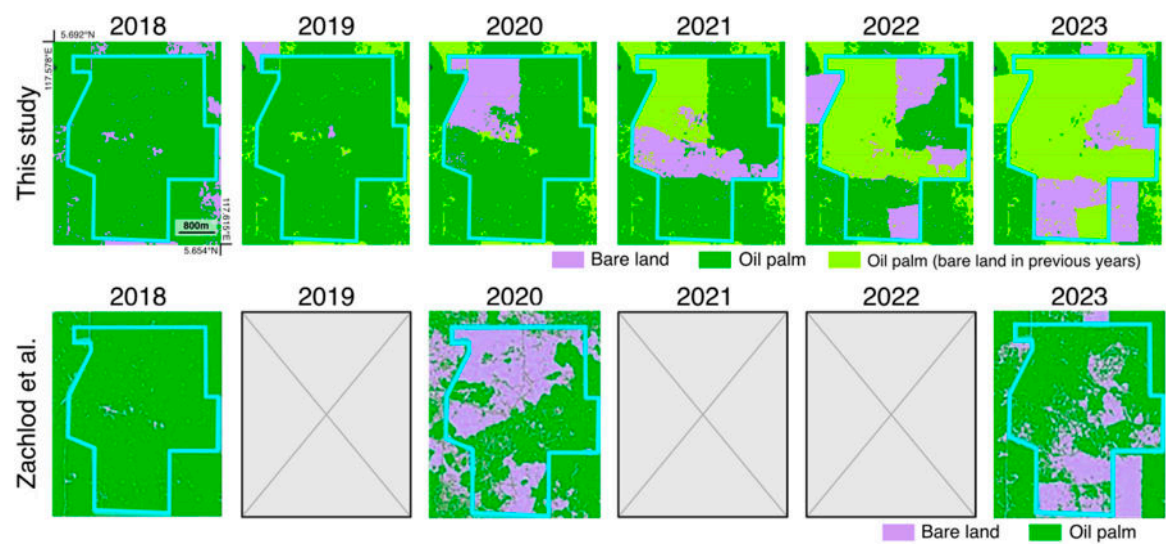 2018 2019 2020 2021 2022 2023
This study
5.692°N
117.578°E
800m
117.615°E
5.654°N
Bare land Oil palm Oil palm (bare land in previous years)
2018 2019 2020 2021 2022 2023
Zachlod et al.
Bare land Oil palm